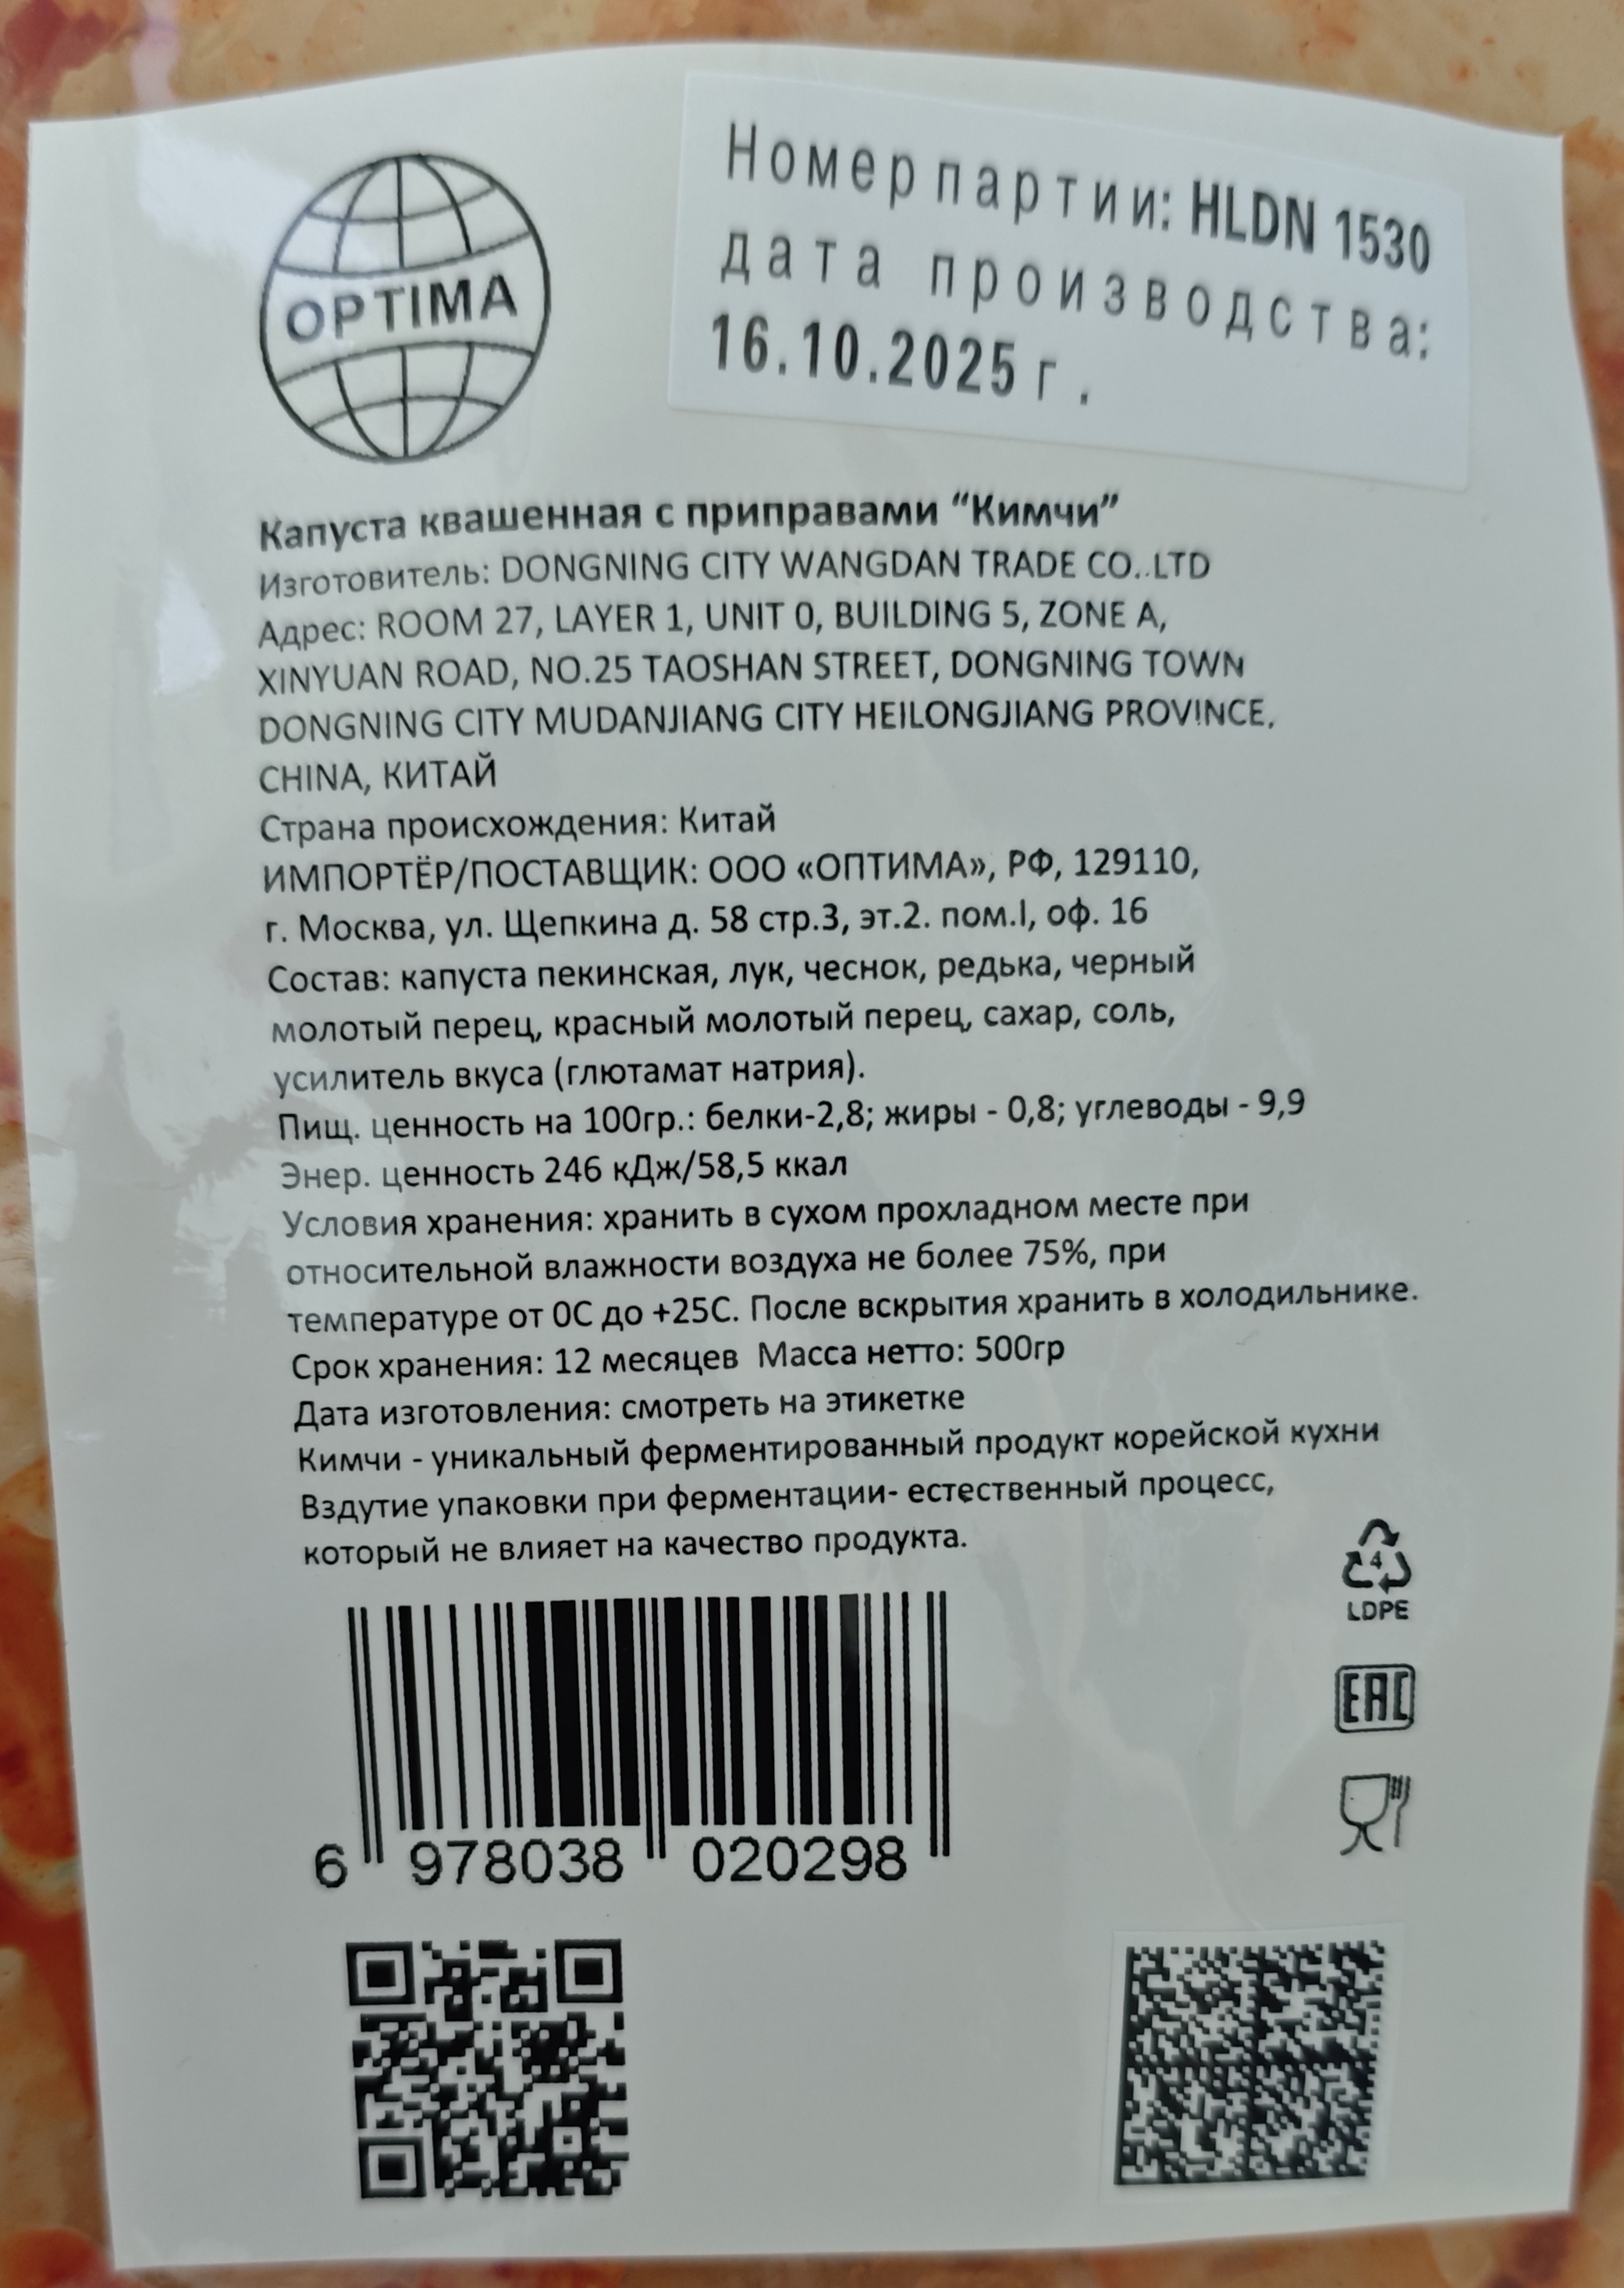 OPTIMA
Номер партии: HLDN 1530
дата производства:
16.10.2025 г.
Капуста квашенная с приправами “Кимчи”
Изготовитель: DONGNING CITY WANGDAN TRADE CO..LTD
Адрес: ROOM 27, LAYER 1, UNIT 0, BUILDING 5, ZONE A,
XINYUAN ROAD, NO.25 TAOSHAN STREET, DONGNING TOWN
DONGNING CITY MUDANJIANG CITY HEILONGJIANG PROVINCE,
CHINA, КИТАЙ
Страна происхождения: Китай
ИМПОРТЁР/ПОСТАВЩИК: ООО «ОПТИМА», РФ, 129110,
г. Москва, ул. Щепкина д. 58 стр.3, эт.2. пом.I, оф. 16
Состав: капуста пекинская, лук, чеснок, редька, черный
молотый перец, красный молотый перец, сахар, соль,
усилитель вкуса (глютамат натрия).
Пищ. ценность на 100гр.: белки-2,8; жиры - 0,8; углеводы - 9,9
Энер. ценность 246 кДж/58,5 ккал
Условия хранения: хранить в сухом прохладном месте при
относительной влажности воздуха не более 75%, при
температуре от 0С до +25С. После вскрытия хранить в холодильнике.
Срок хранения: 12 месяцев Масса нетто: 500гр
Дата изготовления: смотреть на этикетке
Кимчи - уникальный ферментированный продукт корейской кухни
Вздутие упаковки при ферментации- естественный процесс,
который не влияет на качество продукта.
4
LDPE
EAC
6 978038 020298